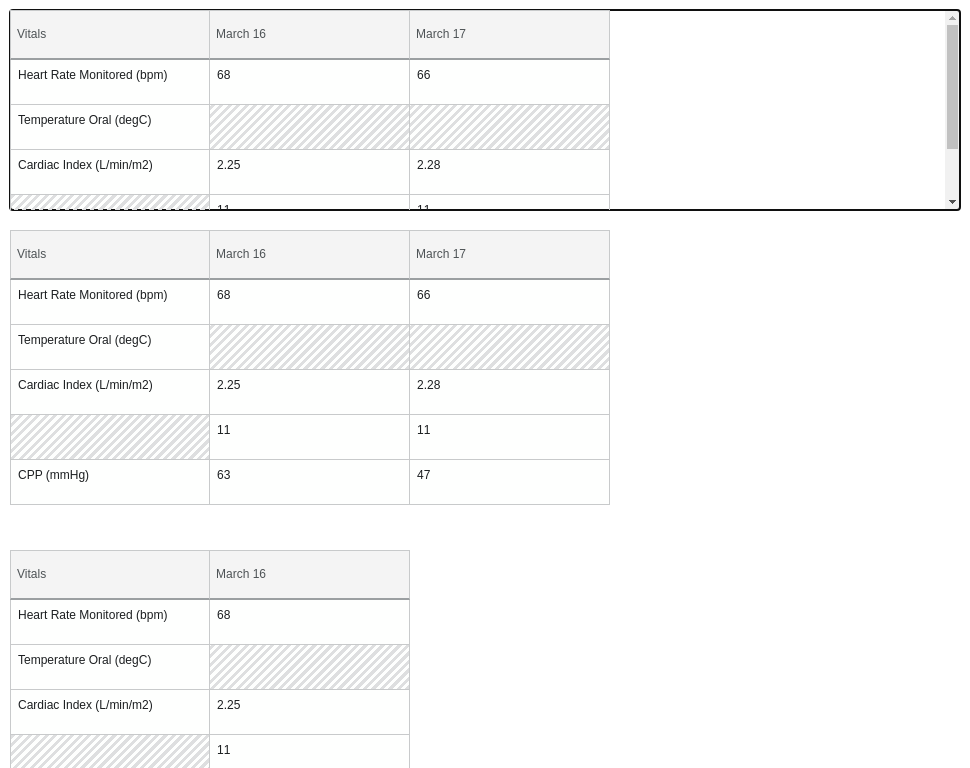 Vitals March 16 March 17
Heart Rate Monitored (bpm) 68 66
Temperature Oral (degC)
Cardiac Index (L/min/m2) 2.25 2.28
11 11
Vitals March 16 March 17
Heart Rate Monitored (bpm) 68 66
Temperature Oral (degC)
Cardiac Index (L/min/m2) 2.25 2.28
11 11
CPP (mmHg) 63 47
Vitals March 16
Heart Rate Monitored (bpm) 68
Temperature Oral (degC)
Cardiac Index (L/min/m2) 2.25
11